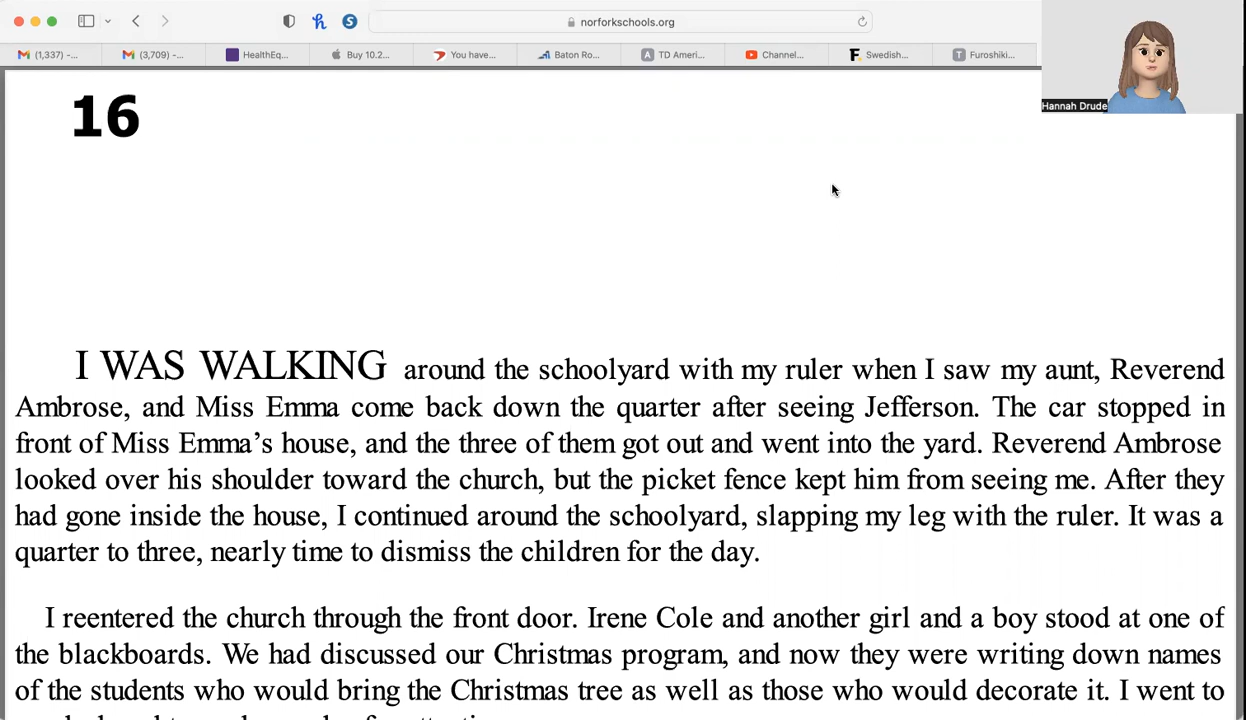 norforkschools.org
(1,337) -...
(3,709) -...
HealthEq...
Buy 10.2...
You have...
Baton Ro...
TD Ameri...
Channel...
Swedish...
Furoshiki...
Hannah Drude
16
I WAS WALKING around the schoolyard with my ruler when I saw my aunt, Reverend
Ambrose, and Miss Emma come back down the quarter after seeing Jefferson. The car stopped in
front of Miss Emma’s house, and the three of them got out and went into the yard. Reverend Ambrose
looked over his shoulder toward the church, but the picket fence kept him from seeing me. After they
had gone inside the house, I continued around the schoolyard, slapping my leg with the ruler. It was a
quarter to three, nearly time to dismiss the children for the day.
I reentered the church through the front door. Irene Cole and another girl and a boy stood at one of
the blackboards. We had discussed our Christmas program, and now they were writing down names
of the students who would bring the Christmas tree as well as those who would decorate it. I went to